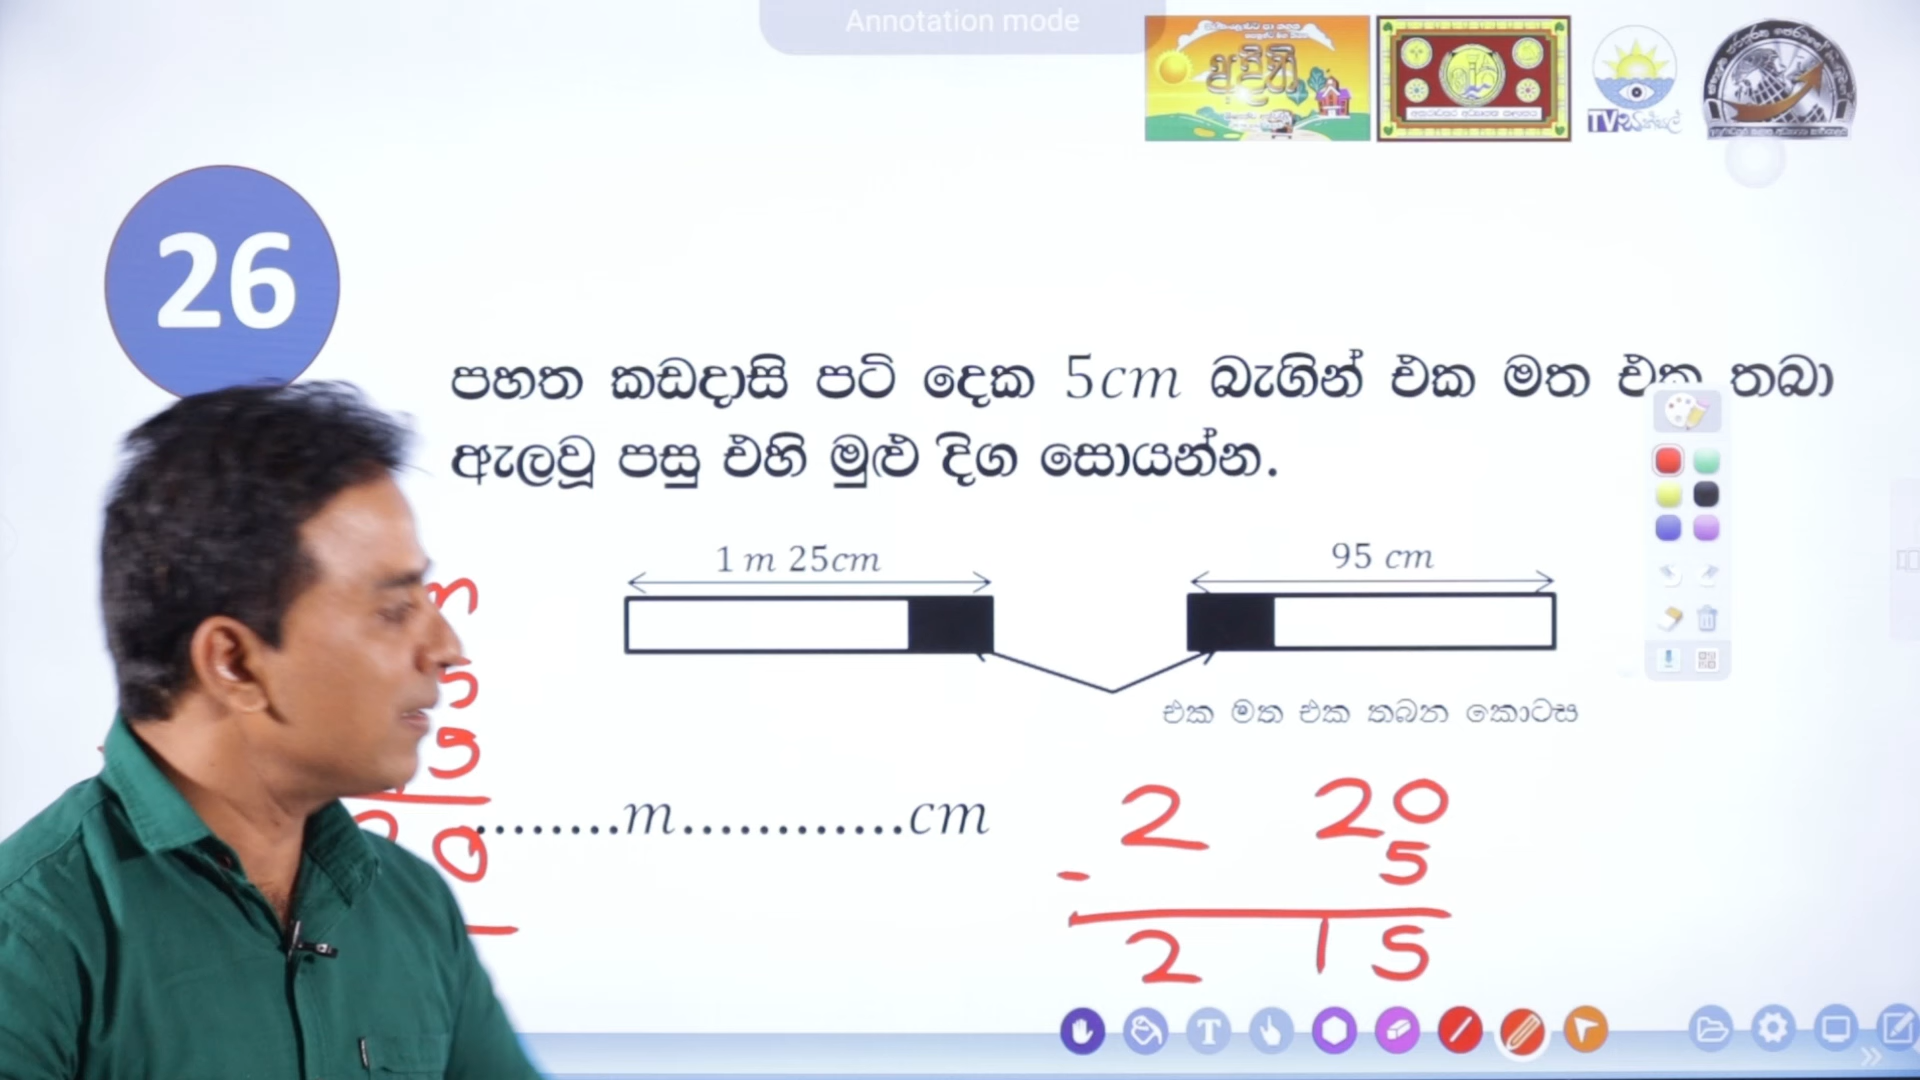 Annotation mode
TV
26
පහත කඩදාසි පටි දෙක 5cm බැගින් එක මත එක තබා
ඇලවූ පසු එහි මුළු දිග සොයන්න.
1 m 25cm
95 cm
එක මත එක තබන කොටස
.........m............cm
2 20
- 5
2 15